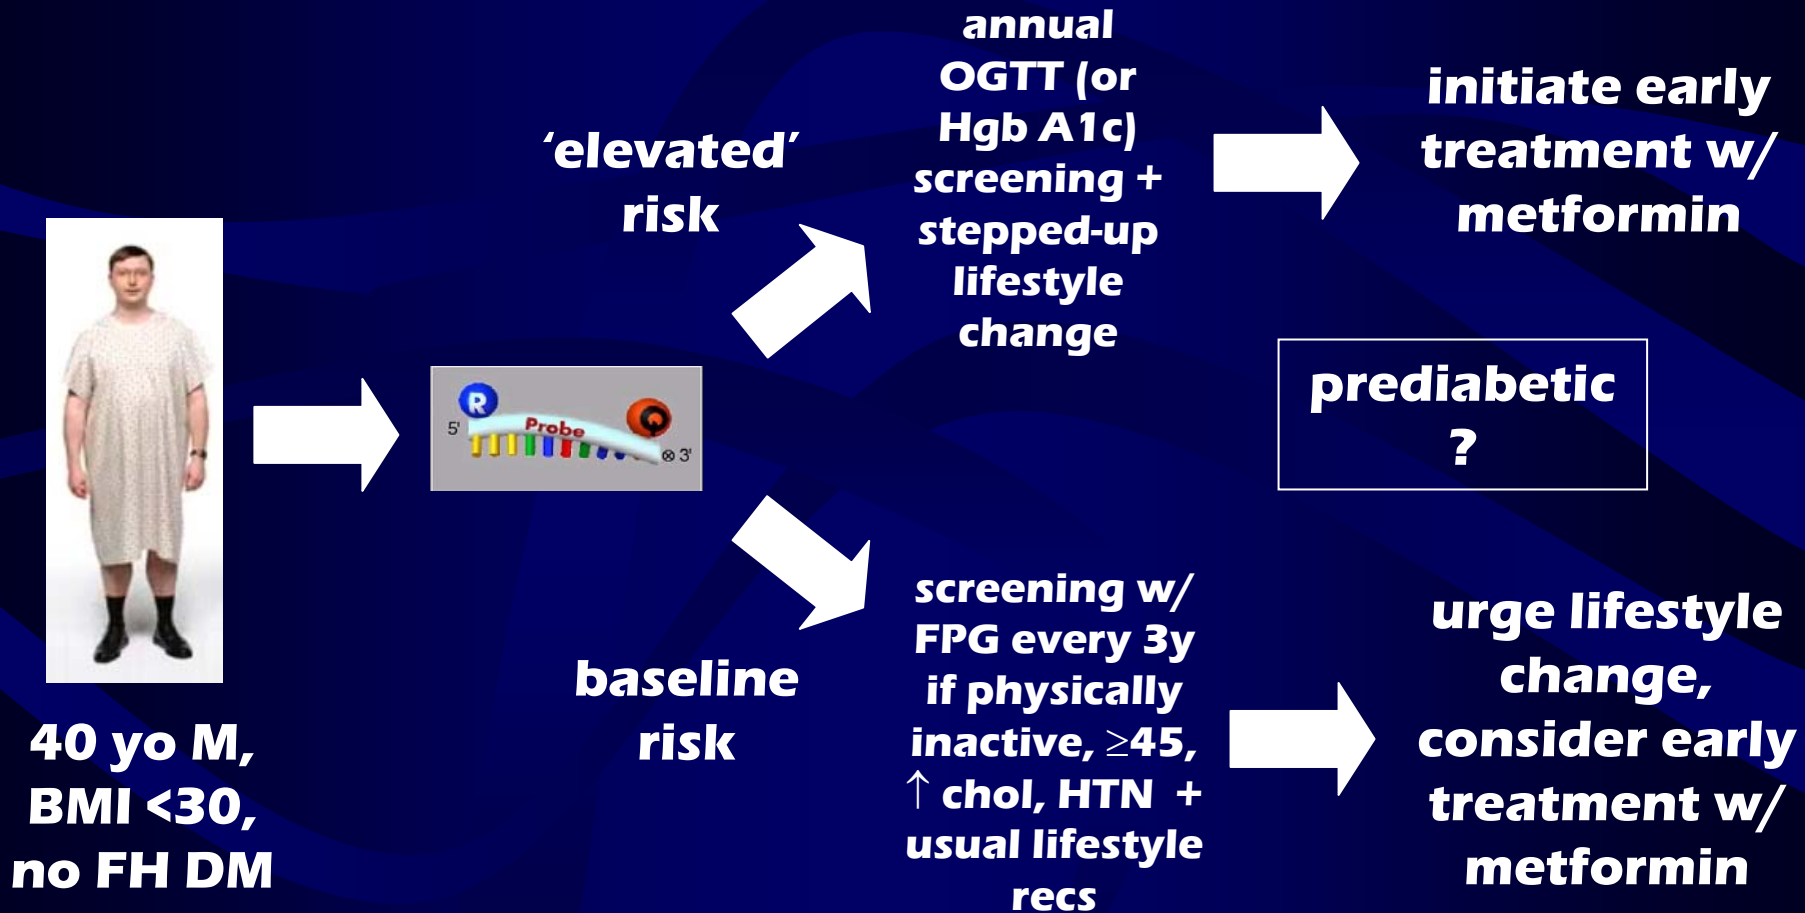 40 yo M,
BMI <30,
no FH DM
R
Probe
Q
5'
⊗ 3'
‘elevated’
risk
baseline
risk
annual
OGTT (or
Hgb A1c)
screening +
stepped-up
lifestyle
change
screening w/
FPG every 3y
if physically
inactive, ≥45,
↑ chol, HTN +
usual lifestyle
recs
initiate early
treatment w/
metformin
prediabetic
?
urge lifestyle
change,
consider early
treatment w/
metformin